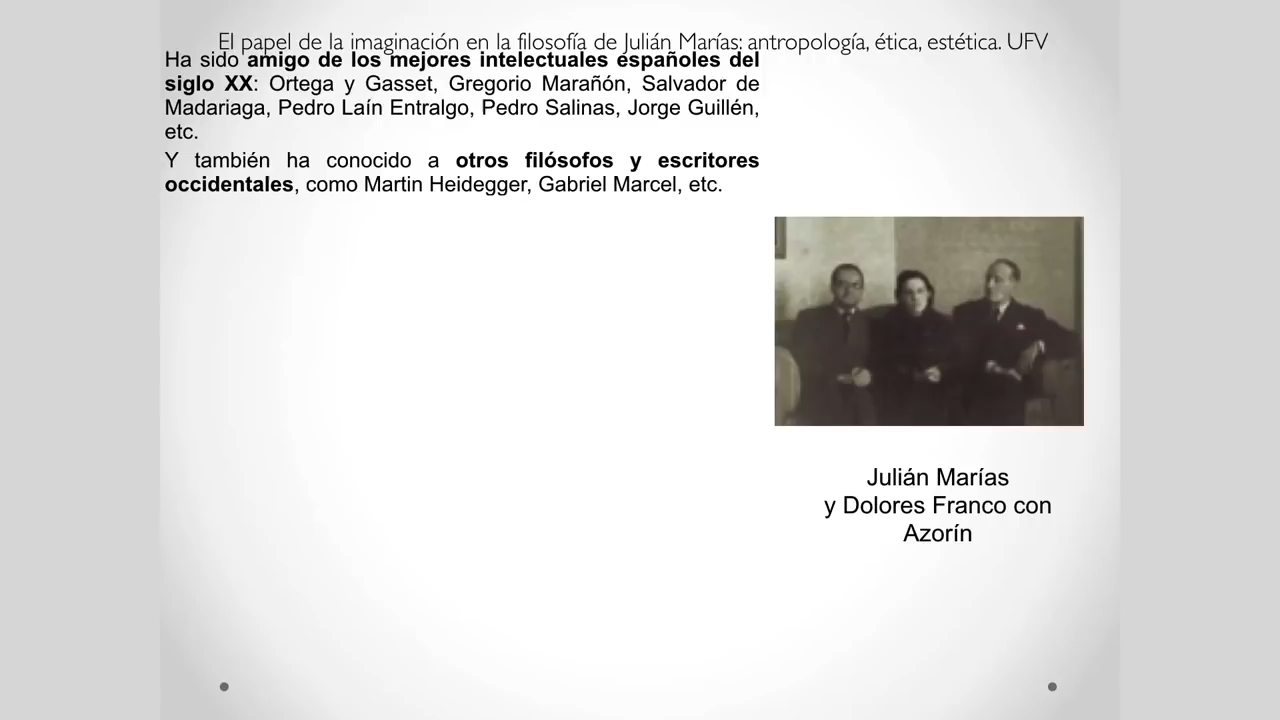 El papel de la imaginación en la filosofía de Julián Marías: antropología, ética, estética. UFV
Ha sido amigo de los mejores intelectuales españoles del
siglo XX: Ortega y Gasset, Gregorio Marañón, Salvador de
Madariaga, Pedro Laín Entralgo, Pedro Salinas, Jorge Guillén,
etc.
Y también ha conocido a otros filósofos y escritores
occidentales, como Martin Heidegger, Gabriel Marcel, etc.
Julián Marías
y Dolores Franco con
Azorín